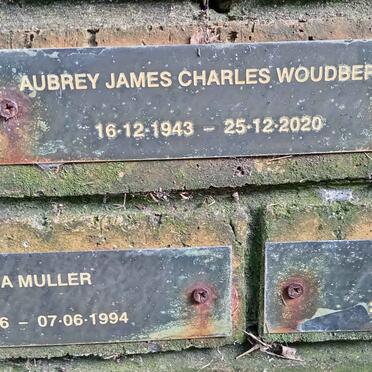 AUBREY JAMES CHARLES WOUDBER
16·12·1943 – 25·12·2020
A MULLER
6 – 07·06·1994